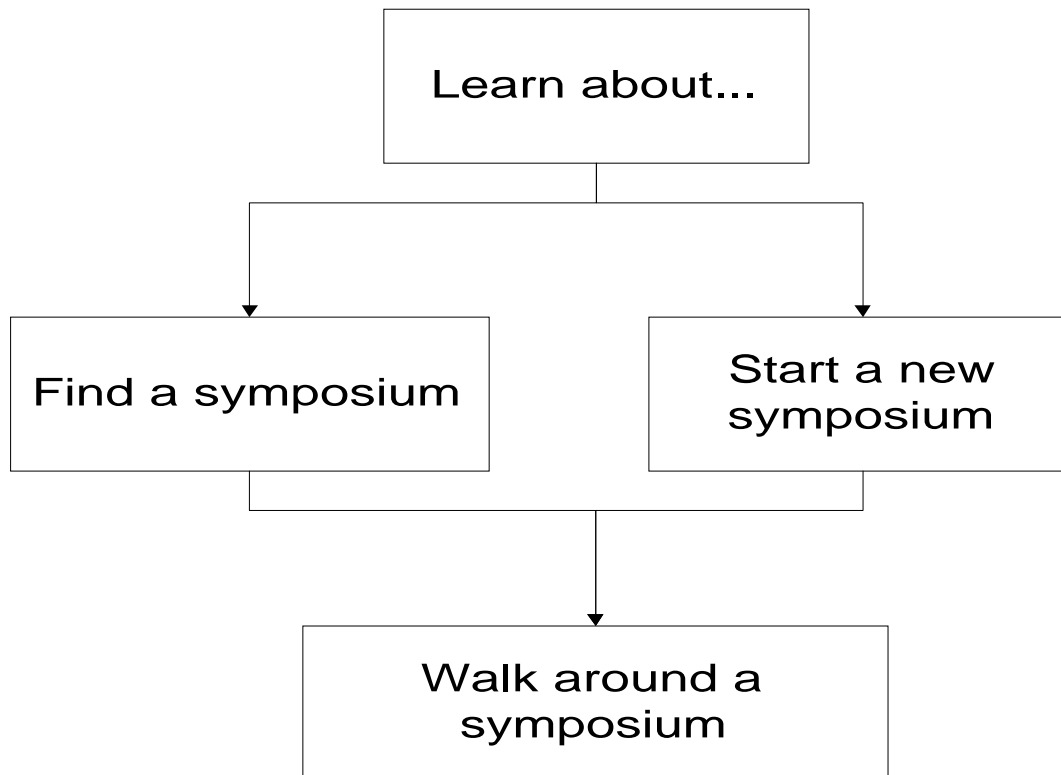 Learn about...
Find a symposium
Start a new
symposium
Walk around a
symposium